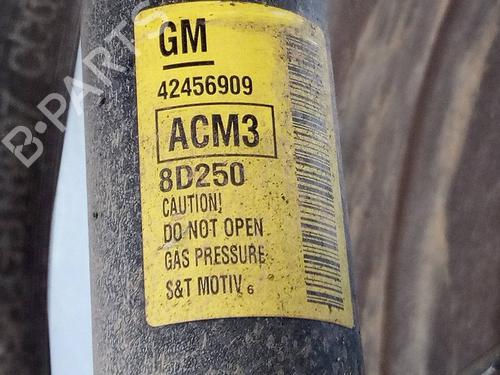 GM
42456909
ACM3
8D250
CAUTION!
DO NOT OPEN
GAS PRESSURE
S&T MOTIV 6
B-PARTS